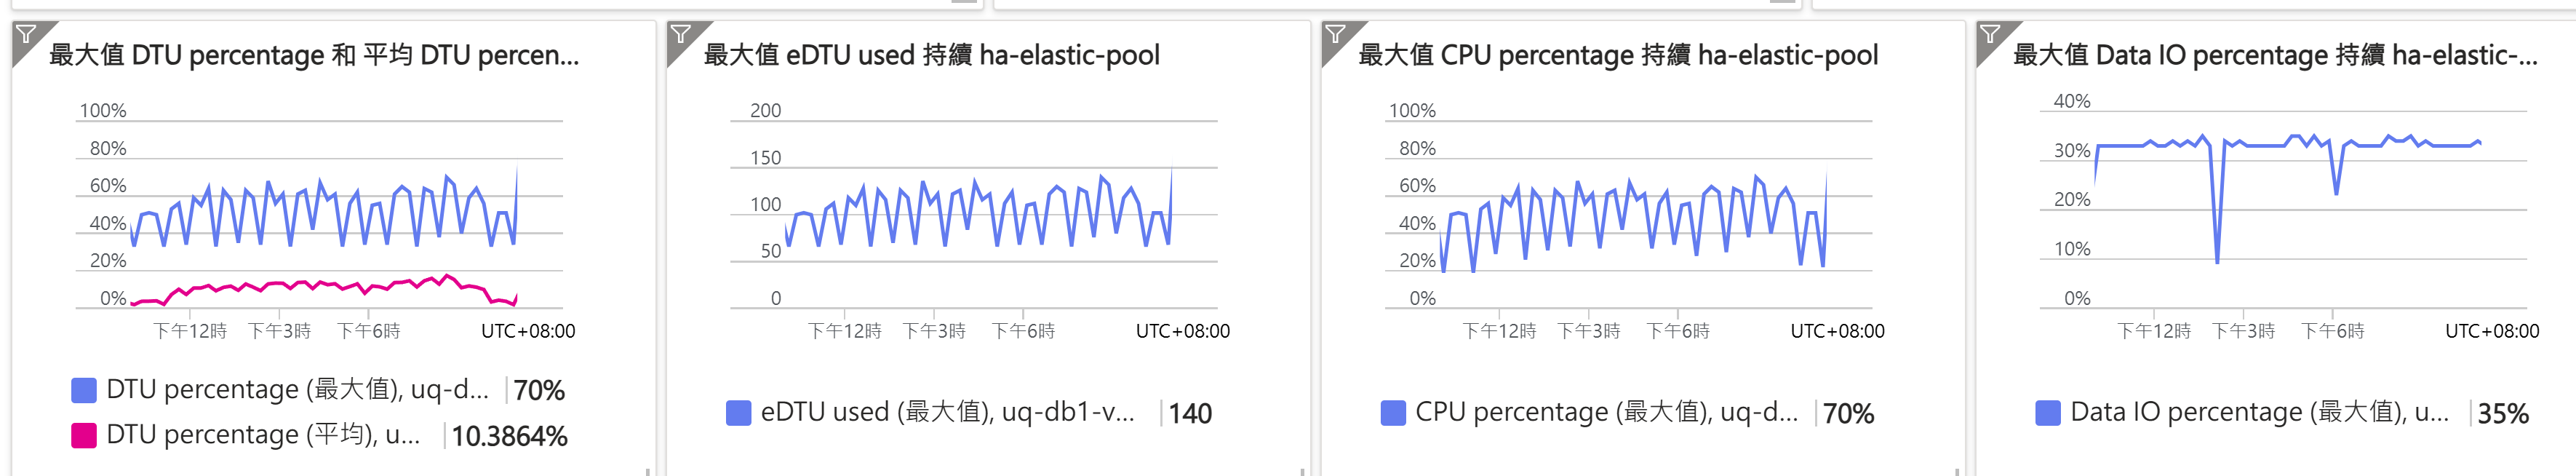 最大值 DTU percentage 和 平均 DTU percen...
100%
80%
60%
40%
20%
0%
下午12時 下午3時 下午6時 UTC+08:00
DTU percentage (最大值), uq-d... 70%
DTU percentage (平均), u... 10.3864%
最大值 eDTU used 持續 ha-elastic-pool
200
150
100
50
0
下午12時 下午3時 下午6時 UTC+08:00
eDTU used (最大值), uq-db1-v... 140
最大值 CPU percentage 持續 ha-elastic-pool
100%
80%
60%
40%
20%
0%
下午12時 下午3時 下午6時 UTC+08:00
CPU percentage (最大值), uq-d... 70%
最大值 Data IO percentage 持續 ha-elastic-...
40%
30%
20%
10%
0%
下午12時 下午3時 下午6時 UTC+08:00
Data IO percentage (最大值), u... 35%